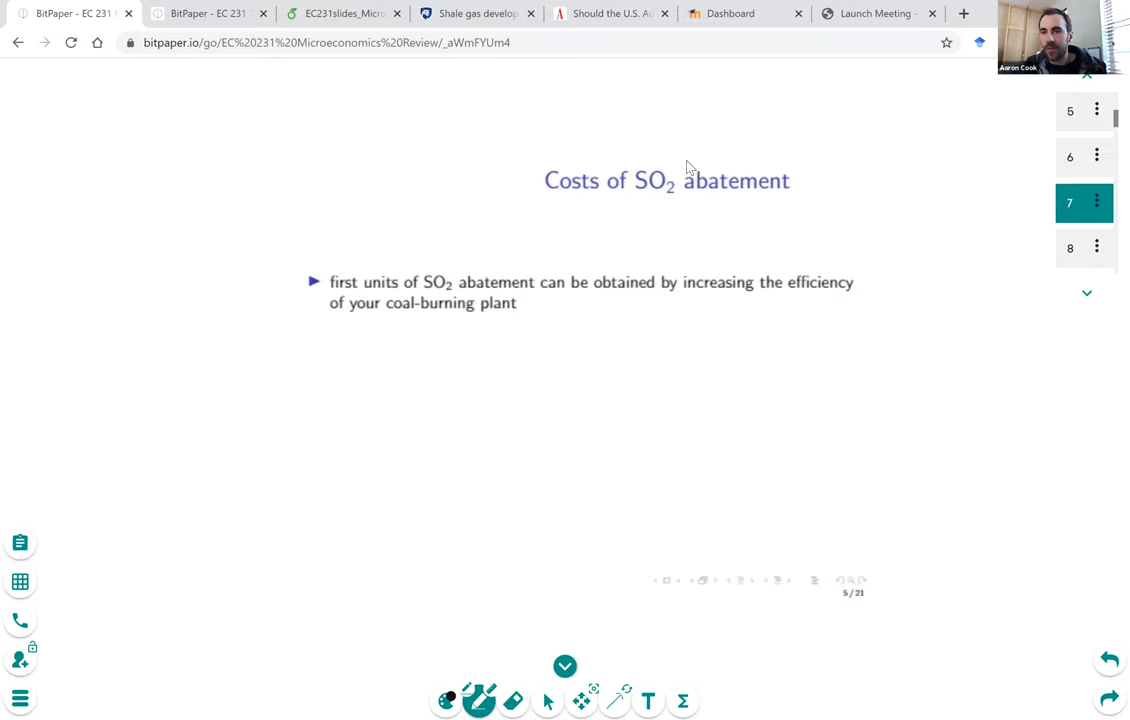 BitPaper - EC 231
BitPaper - EC 231
EC231slides_Micro
Shale gas develop
Should the U.S. Ad
Dashboard
Launch Meeting -
bitpaper.io/go/EC%20231%20Microeconomics%20Review/_aWmFYUm4
Aaron Cook
5
6
7
8
Costs of SO₂ abatement
first units of SO₂ abatement can be obtained by increasing the efficiency
of your coal-burning plant
5/21
T
Σ